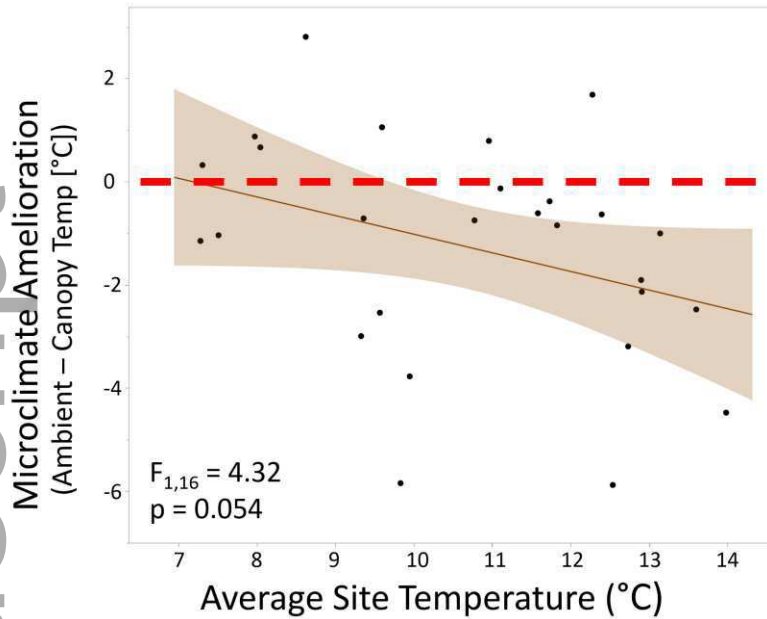 Microclimate Amelioration
(Ambient – Canopy Temp [°C])
2
0
-2
-4
-6
F1,16 = 4.32
p = 0.054
7 8 9 10 11 12 13 14
Average Site Temperature (°C)